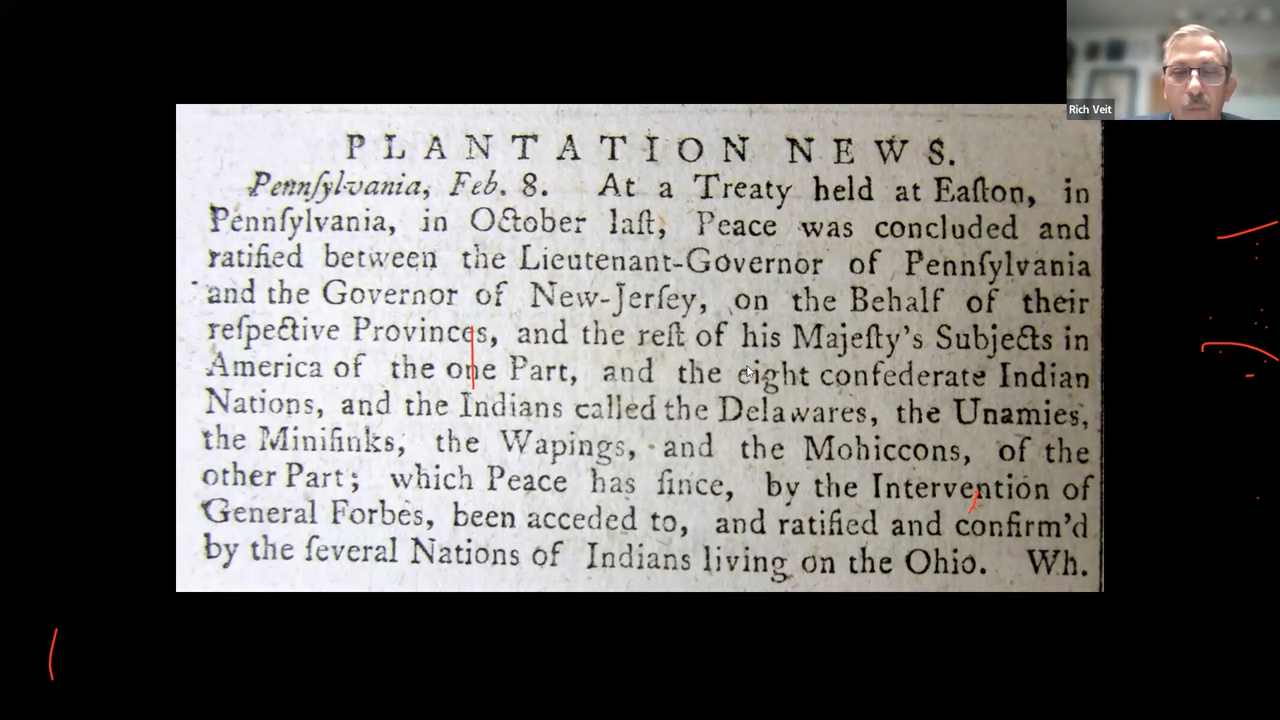 Rich Veit
PLANTATION NEWS.
Pennſylvania, Feb. 8. At a Treaty held at Eaſton, in
Pennſylvania, in October laſt, Peace was concluded and
ratified between the Lieutenant-Governor of Pennſylvania
and the Governor of New-Jerſey, on the Behalf of their
reſpective Provinces, and the reſt of his Majeſty's Subjects in
America of the one Part, and the eight confederate Indian
Nations, and the Indians called the Delawares, the Unamies,
the Miniſinks, the Wapings, and the Mohiccons, of the
other Part; which Peace has ſince, by the Intervention of
General Forbes, been acceded to, and ratified and confirm'd
by the ſeveral Nations of Indians living on the Ohio. Wh.